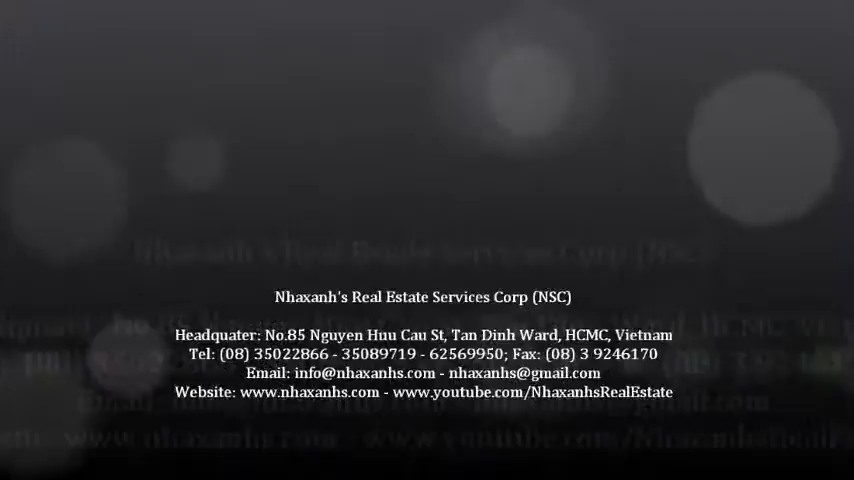 Nhaxanh's Real Estate Services Corp (NSC)
Headquater: No.85 Nguyen Huu Cau St, Tan Dinh Ward, HCMC, Vietnam
Tel: (08) 35022866 - 35089719 - 62569950; Fax: (08) 3 9246170
Email: info@nhaxanhs.com - nhaxanhs@gmail.com
Website: www.nhaxanhs.com - www.youtube.com/NhaxanhsRealEstate